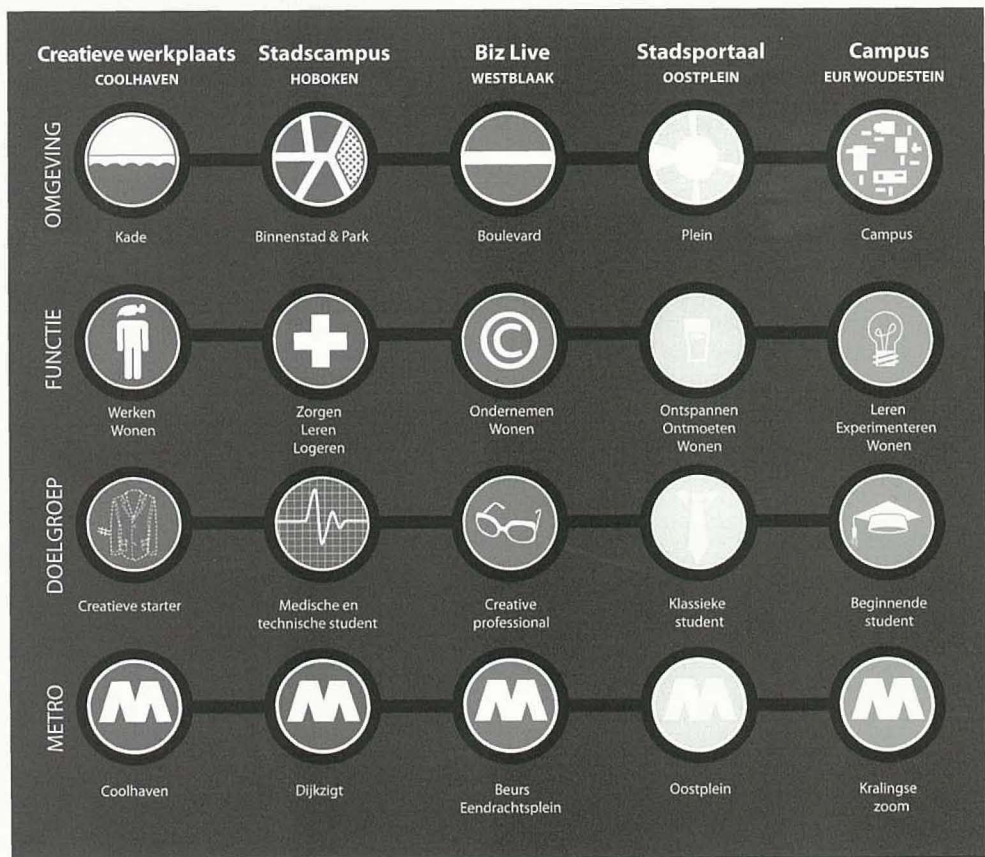 Creatieve werkplaats
COOLHAVEN
Stadscampus
HOBOKEN
Biz Live
WESTBLAAK
Stadsportaal
OOSTPLEIN
Campus
EUR WOUDESTEIN
OMGEVING
Kade
Binnenstad & Park
Boulevard
Plein
Campus
FUNCTIE
©
Werken
Wonen
Zorgen
Leren
Logeren
Ondernemen
Wonen
Ontspannen
Ontmoeten
Wonen
Leren
Experimenteren
Wonen
DOELGROEP
Creatieve starter
Medische en
technische student
Creative
professional
Klassieke
student
Beginnende
student
METRO
M
M
M
M
M
Coolhaven
Dijkzigt
Beurs
Eendrachtsplein
Oostplein
Kralingse
zoom